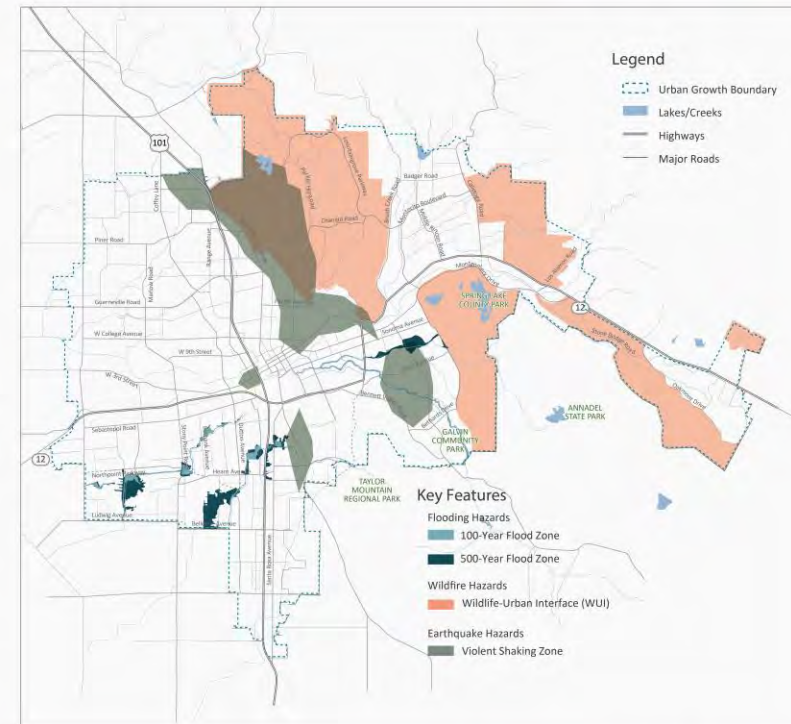 Legend
Urban Growth Boundary
Lakes/Creeks
Highways
Major Roads
101
Badger Road
Coffey Lane
Chanate Road
Range Avenue
Piner Road
Marlow Road
Guerneville Road
SPRING LAKE
COUNTY PARK
12
Sonoma Avenue
W College Avenue
W 9th Street
Stone Bridge Road
W 3rd Street
ANNADEL
STATE PARK
Sebastopol Road
GALVIN
COMMUNITY
PARK
12
Hearn Avenue
TAYLOR
MOUNTAIN
REGIONAL PARK
Ludwig Avenue
Santa Rosa Avenue
Key Features
Flooding Hazards
100-Year Flood Zone
500-Year Flood Zone
Wildfire Hazards
Wildlife-Urban Interface (WUI)
Earthquake Hazards
Violent Shaking Zone